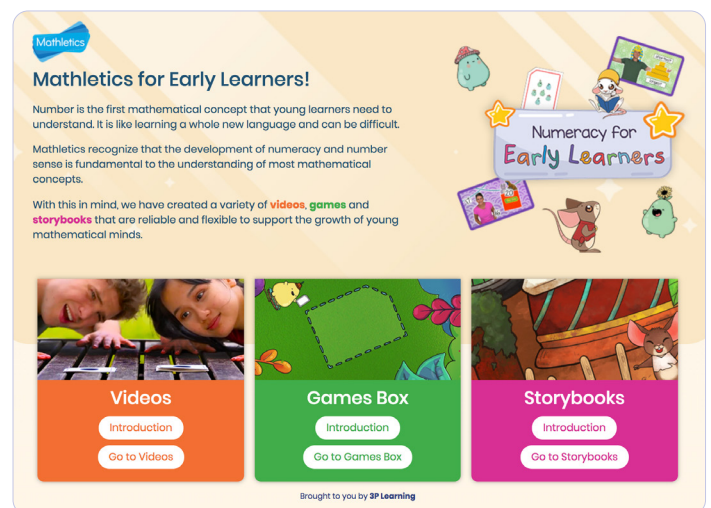 Mathletics
Mathletics for Early Learners!
Number is the first mathematical concept that young learners need to
understand. It is like learning a whole new language and can be difficult.
Mathletics recognize that the development of numeracy and number
sense is fundamental to the understanding of most mathematical
concepts.
With this in mind, we have created a variety of videos, games and
storybooks that are reliable and flexible to support the growth of young
mathematical minds.
Numeracy for
Early Learners
Videos
Introduction
Go to Videos
Games Box
Introduction
Go to Games Box
Storybooks
Introduction
Go to Storybooks
Brought to you by 3P Learning